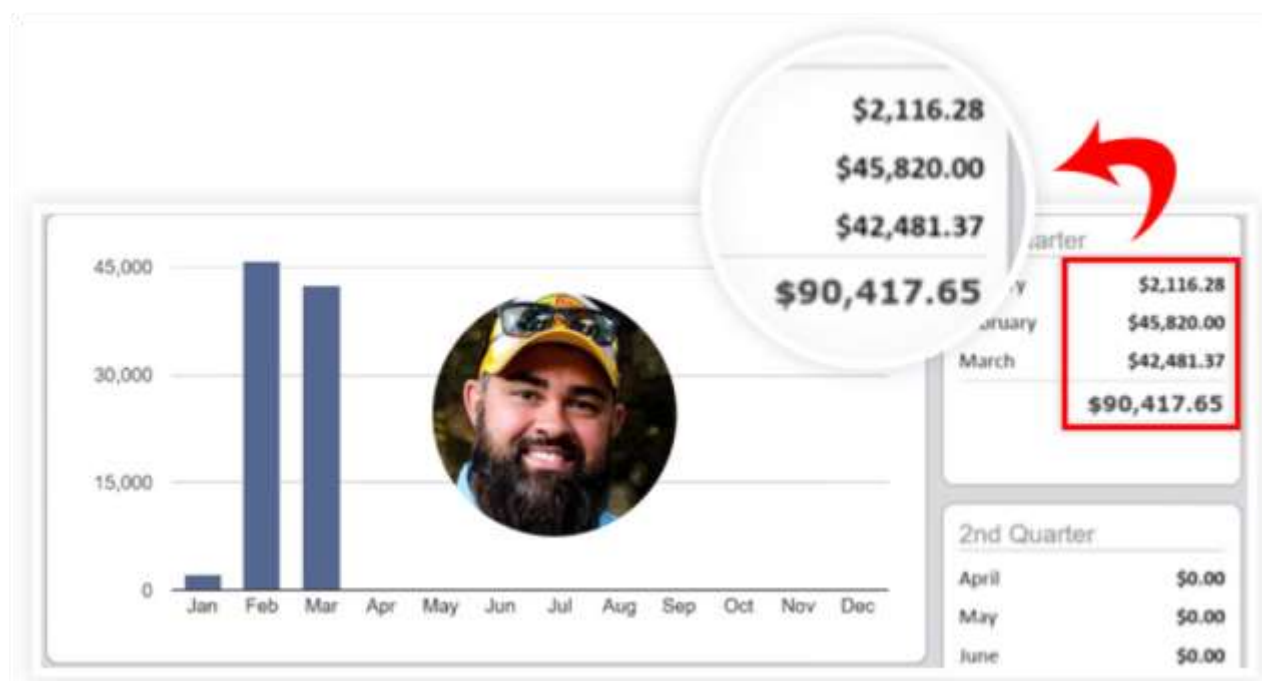 $2,116.28
$45,820.00
$42,481.37
$90,417.65
45,000
30,000
15,000
0
Jan Feb Mar Apr May Jun Jul Aug Sep Oct Nov Dec
$2,116.28
$45,820.00
March $42,481.37
$90,417.65
2nd Quarter
April $0.00
May $0.00
June $0.00